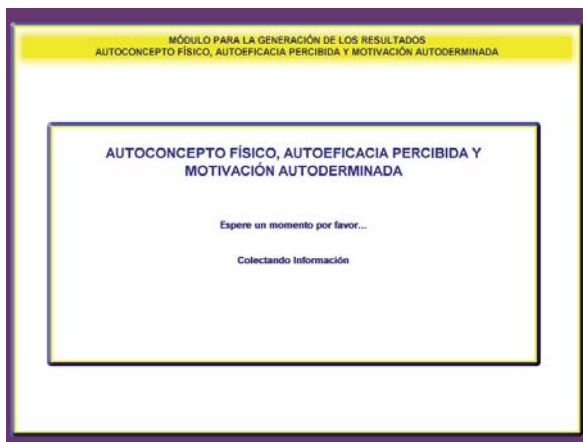 MÓDULO PARA LA GENERACIÓN DE LOS RESULTADOS
AUTOCONCEPTO FÍSICO, AUTOEFICACIA PERCIBIDA Y MOTIVACIÓN AUTODERMINADA
AUTOCONCEPTO FÍSICO, AUTOEFICACIA PERCIBIDA Y
MOTIVACIÓN AUTODERMINADA
Espere un momento por favor...
Colectando Información